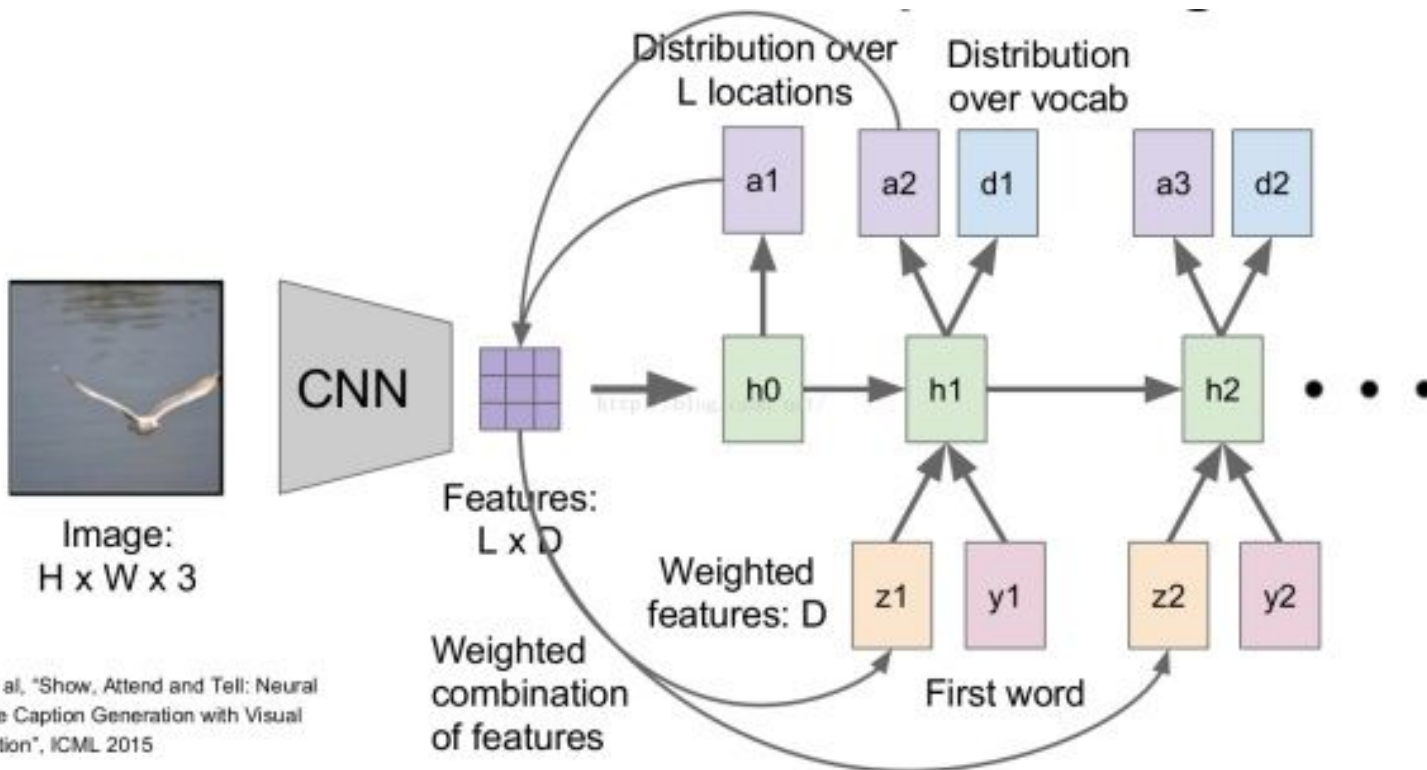 Distribution over
L locations
Distribution
over vocab
a1
a2
d1
a3
d2
CNN
h0
h1
h2
Image:
H x W x 3
Features:
L x D
Weighted
features: D
z1
y1
z2
y2
First word
Weighted
combination
of features
al, "Show, Attend and Tell: Neural
e Caption Generation with Visual
tion", ICML 2015